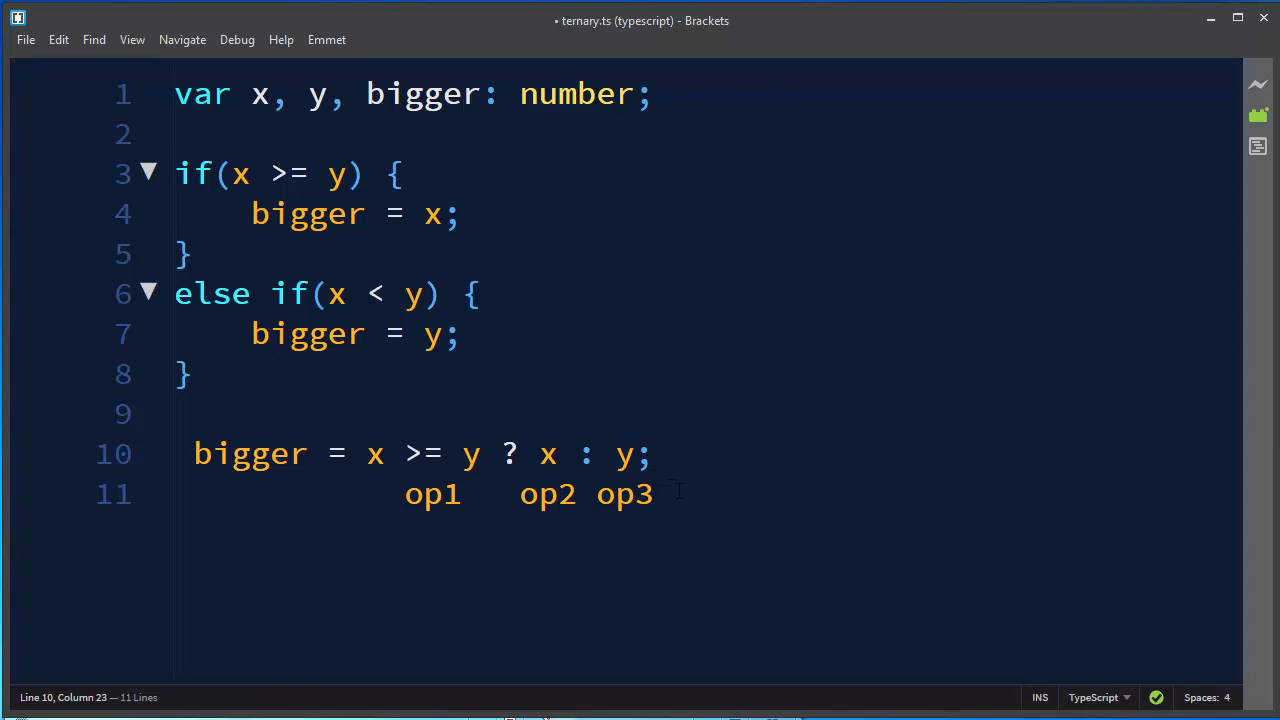 • ternary.ts (typescript) - Brackets
File Edit Find View Navigate Debug Help Emmet
1 var x, y, bigger: number;
2
3 if(x >= y) {
4 bigger = x;
5 }
6 else if(x < y) {
7 bigger = y;
8 }
9
10 bigger = x >= y ? x : y;
11 op1 op2 op3
Line 10, Column 23 — 11 Lines INS TypeScript Spaces: 4